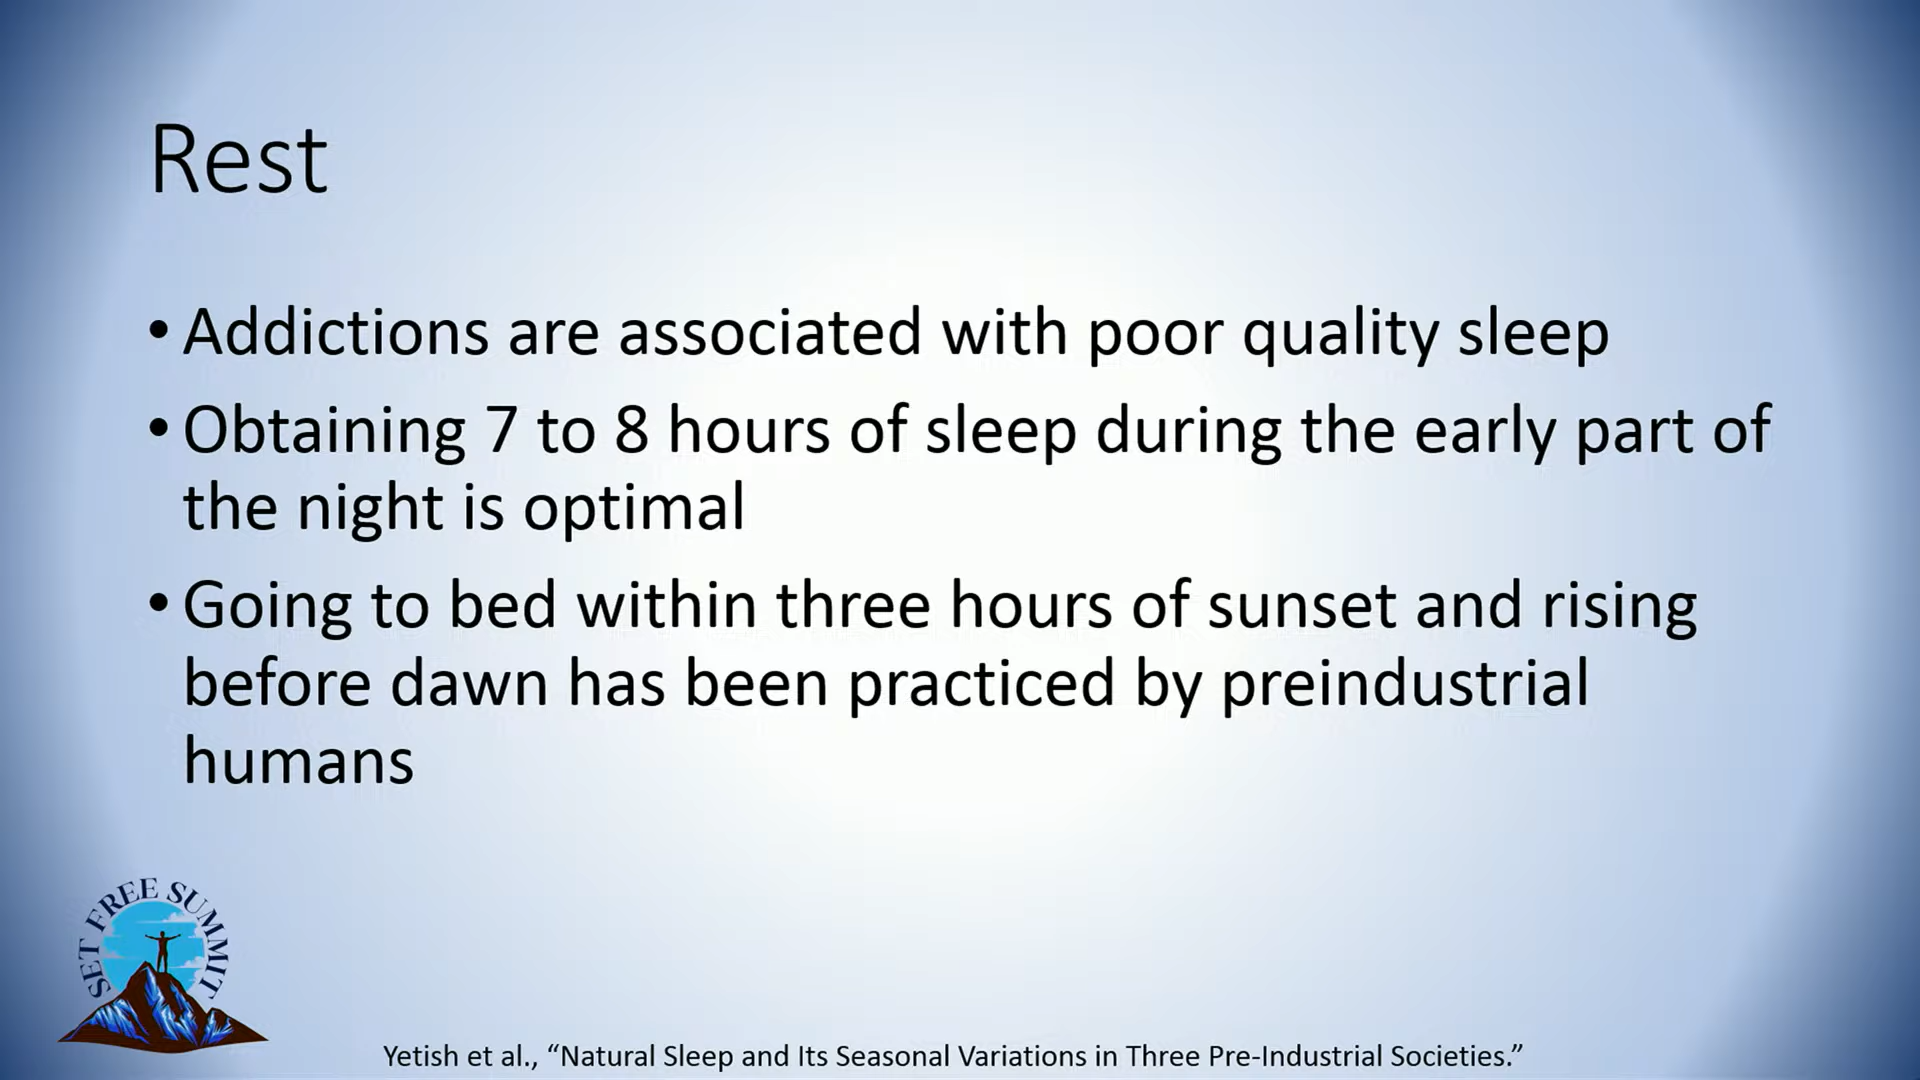 Rest
• Addictions are associated with poor quality sleep
• Obtaining 7 to 8 hours of sleep during the early part of
the night is optimal
• Going to bed within three hours of sunset and rising
before dawn has been practiced by preindustrial
humans
SET FREE SUMMIT
Yetish et al., “Natural Sleep and Its Seasonal Variations in Three Pre-Industrial Societies.”